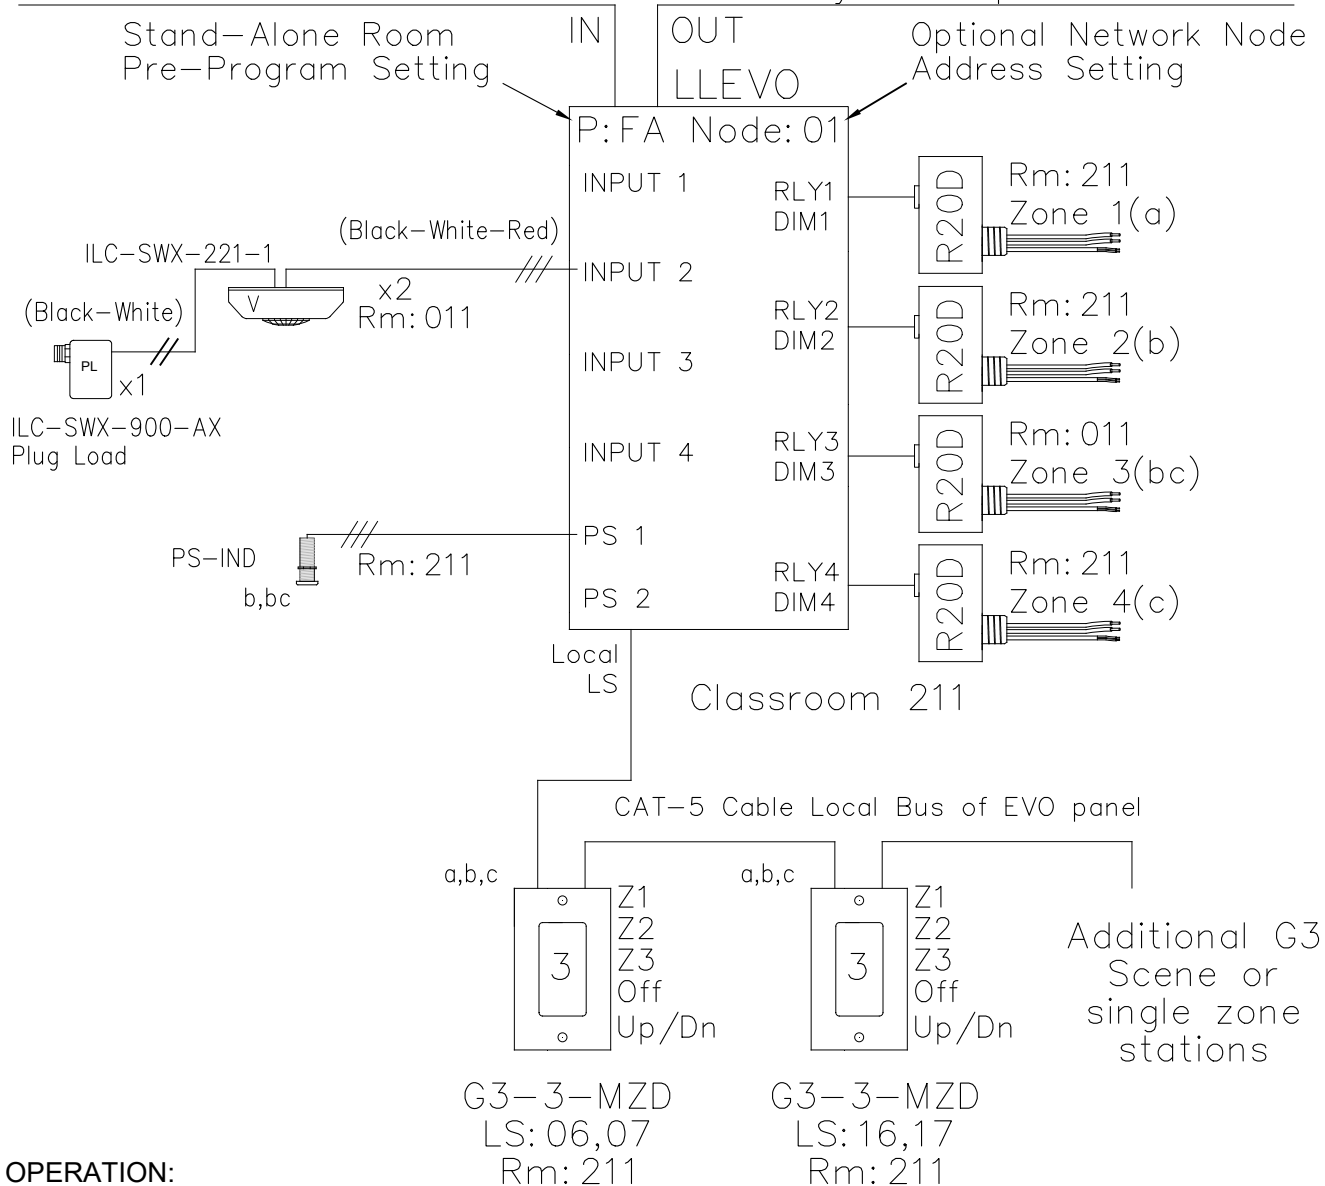 Stand-Alone Room
Pre-Program Setting
IN
OUT
LLEVO
Optional Network Node
Address Setting
P:FA Node:01
INPUT 1
INPUT 2
INPUT 3
INPUT 4
PS 1
PS 2
RLY1
DIM1
RLY2
DIM2
RLY3
DIM3
RLY4
DIM4
R20D
Rm:211
Zone 1(a)
R20D
Rm:211
Zone 2(b)
R20D
Rm:011
Zone 3(bc)
R20D
Rm:211
Zone 4(c)
(Black-White-Red)
ILC-SWX-221-1
V
x2
Rm:011
(Black-White)
PL
x1
ILC-SWX-900-AX
Plug Load
PS-IND
b,bc
Rm:211
Local
LS
Classroom 211
CAT-5 Cable Local Bus of EVO panel
a,b,c
3
Z1
Z2
Z3
Off
Up/Dn
G3-3-MZD
LS:06,07
Rm:211
a,b,c
3
Z1
Z2
Z3
Off
Up/Dn
G3-3-MZD
LS:16,17
Rm:211
Additional G3
Scene or
single zone
stations
OPERATION: